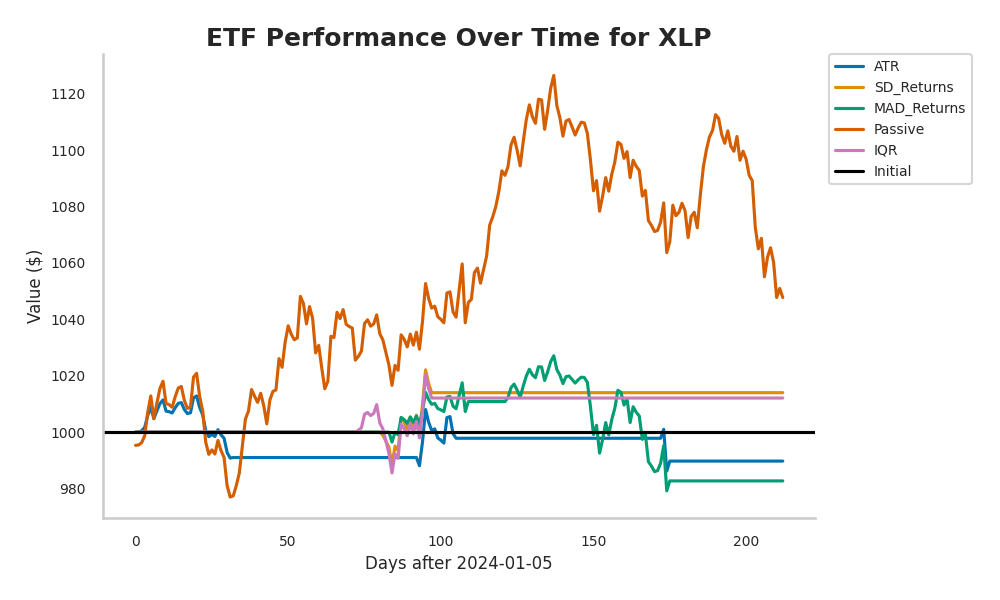 ETF Performance Over Time for XLP
Value ($)
1120
1100
1080
1060
1040
1020
1000
980
0 50 100 150 200
Days after 2024-01-05
ATR
SD_Returns
MAD_Returns
Passive
IQR
Initial